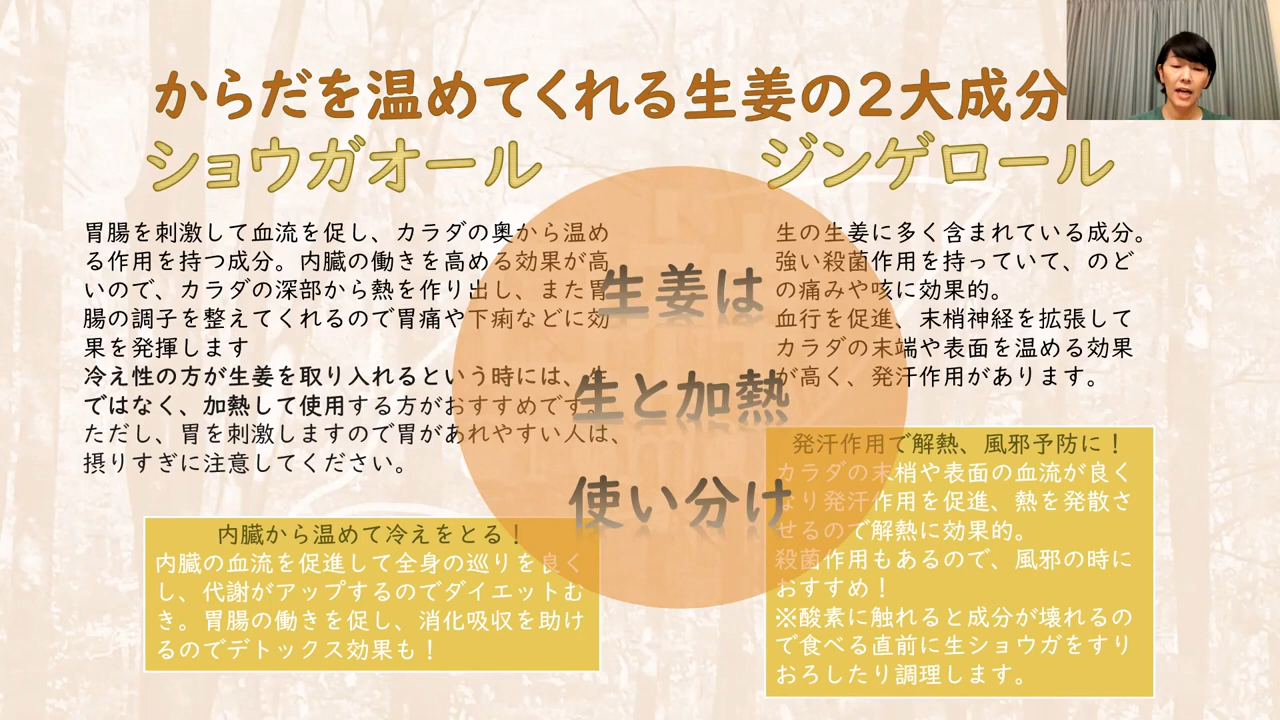 からだを温めてくれる生姜の2大成分
ショウガオール
胃腸を刺激して血流を促し、カラダの奥から温め
る作用を持つ成分。内臓の働きを高める効果が高
いので、カラダの深部から熱を作り出し、また胃
腸の調子を整えてくれるので胃痛や下痢などに効
果を発揮します
冷え性の方が生姜を取り入れるという時には、生
ではなく、加熱して使用する方がおすすめです。
ただし、胃を刺激しますので胃があれやすい人は、
摂りすぎに注意してください。
内臓から温めて冷えをとる！
内臓の血流を促進して全身の巡りを良く
し、代謝がアップするのでダイエットむ
き。胃腸の働きを促し、消化吸収を助け
るのでデトックス効果も！
生姜は
生と加熱
使い分け
ジンゲロール
生の生姜に多く含まれている成分。
強い殺菌作用を持っていて、のど
の痛みや咳に効果的。
血行を促進、末梢神経を拡張して
カラダの末端や表面を温める効果
が高く、発汗作用があります。
発汗作用で解熱、風邪予防に！
カラダの末梢や表面の血流が良く
なり発汗作用を促進、熱を発散さ
せるので解熱に効果的。
殺菌作用もあるので、風邪の時に
おすすめ！
※酸素に触れると成分が壊れるの
で食べる直前に生ショウガをすり
おろしたり調理します。